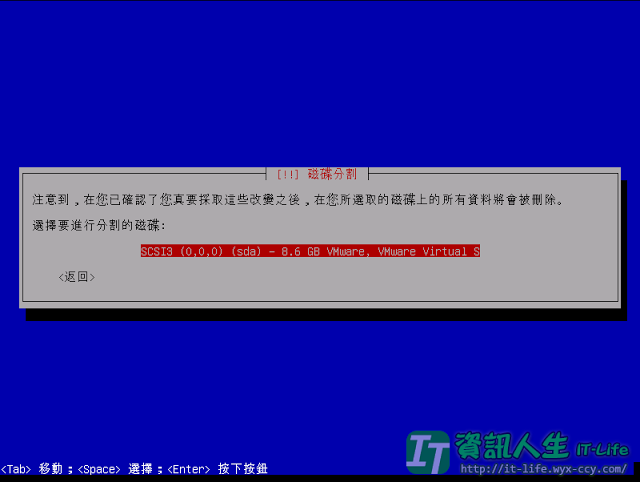 [!!] 磁碟分割
注意到，在您已確認了您真要採取這些改變之後，在您所選取的磁碟上的所有資料將會被刪除。
選擇要進行分割的磁碟:
SCSI3 (0,0,0) (sda) - 8.6 GB VMware, VMware Virtual S
<返回>
<Tab> 移動；<Space> 選擇；<Enter> 按下按鈕
IT 資訊人生 IT-Life
http://it-life.wyx-ccy.com/